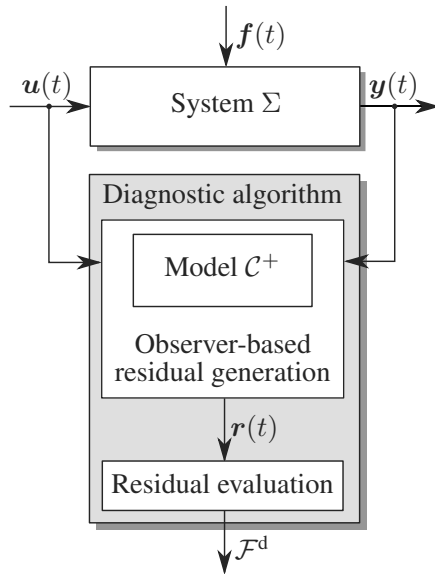 f(t)
u(t)
System Σ
y(t)
Diagnostic algorithm
Model 𝒞⁺
Observer-based
residual generation
r(t)
Residual evaluation
ℱᵈ